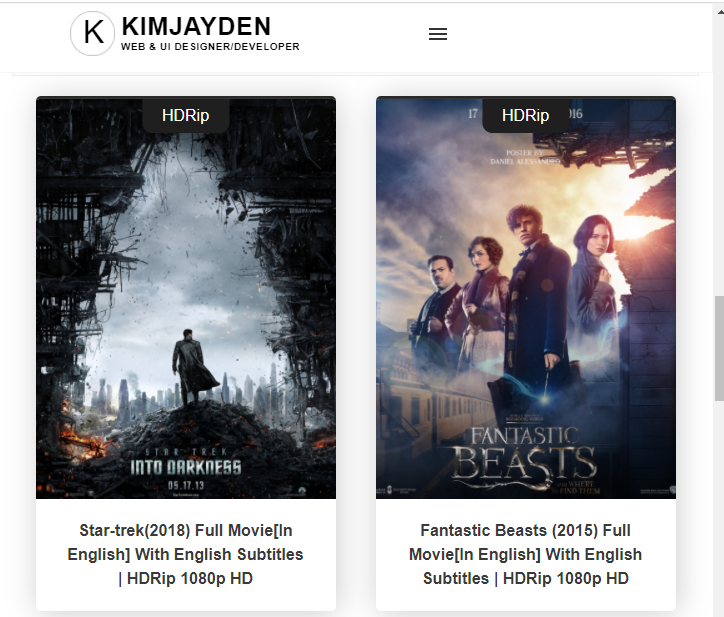 K
KIMJAYDEN
WEB & UI DESIGNER/DEVELOPER
HDRip
STAR TREK
INTO DARKNESS
05.17.13
Star-trek(2018) Full Movie[In
English] With English Subtitles
| HDRip 1080p HD
17
HDRip
016
POSTER BY
DANIEL ALESSANDRO
FANTASTIC
BEASTS
AND WHERE
TO FIND THEM
Fantastic Beasts (2015) Full
Movie[In English] With English
Subtitles | HDRip 1080p HD